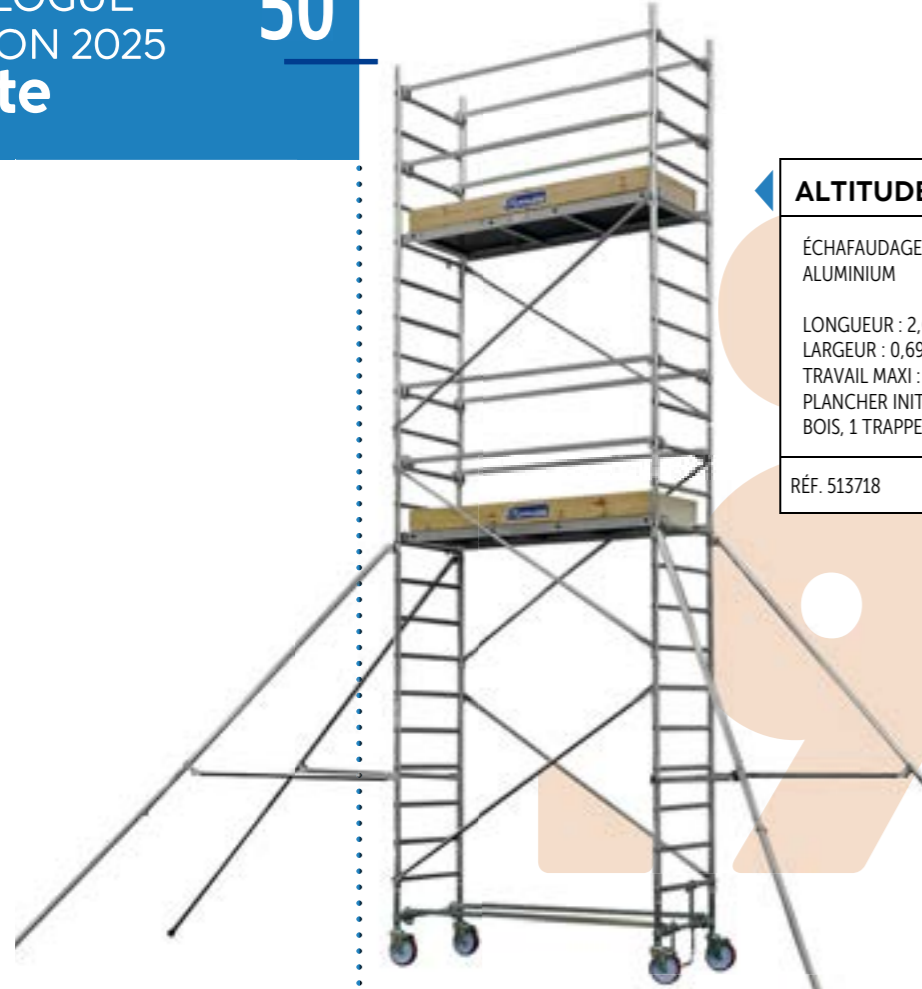 LOGUE
ON 2025
te
50
ALTITUDE
ÉCHAFAUDAGE
ALUMINIUM
LONGUEUR : 2,
LARGEUR : 0,69
TRAVAIL MAXI :
PLANCHER INIT
BOIS, 1 TRAPPE
RÉF. 513718